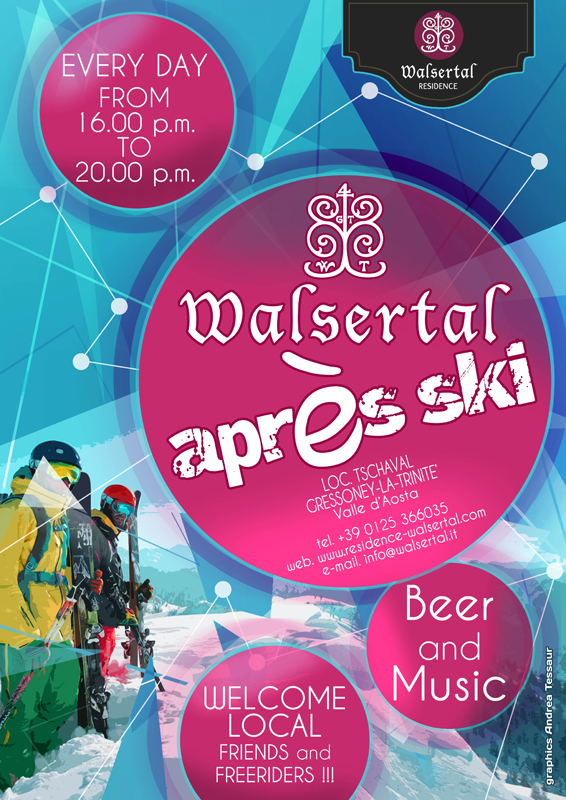 EVERY DAY
FROM
16.00 p.m.
TO
20.00 p.m.
G T
W T
Walsertal
RESIDENCE
G T
W T
Walsertal
après ski
LOC. TSCHAVAL
GRESSONEY-LA-TRINITE'
Valle d'Aosta
tel. +39 0125 366035
web. www.residence-walsertal.com
e-mail. info@walsertal.it
Beer
and
Music
WELCOME
LOCAL
FRIENDS and
FREERIDERS !!!
graphics Andrea Tessaur